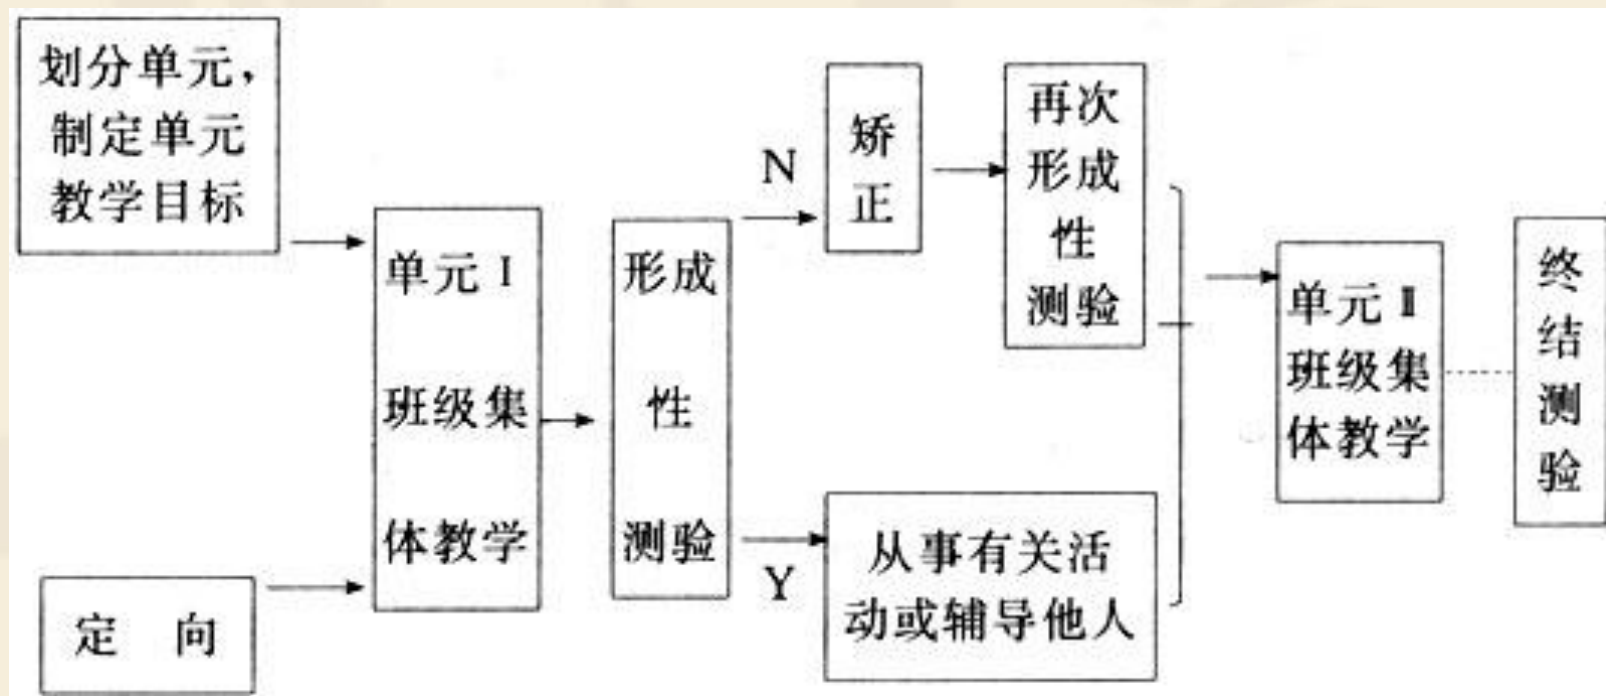 划分单元，
制定单元
教学目标
定 向
单元 I
班级集
体教学
形成
性
测验
N
矫
正
再次
形成
性
测验
Y
从事有关活
动或辅导他人
单元 Ⅱ
班级集
体教学
终
结
测
验